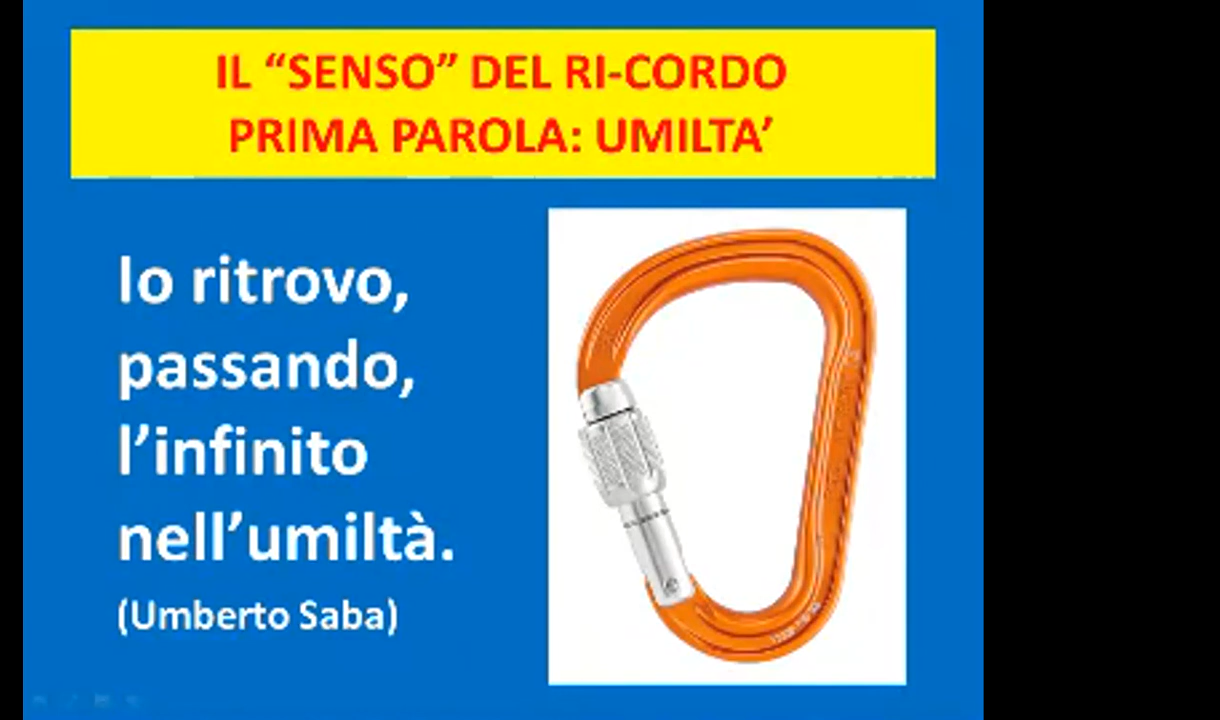 IL “SENSO” DEL RI-CORDO
PRIMA PAROLA: UMILTA’
Io ritrovo,
passando,
l’infinito
nell’umiltà.
(Umberto Saba)